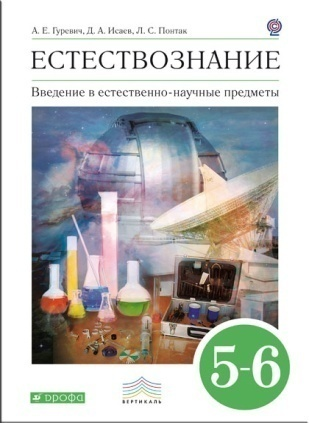 А. Е. Гуревич, Д. А. Исаев, Л. С. Понтак
ЕСТЕСТВОЗНАНИЕ
Введение в естественно-научные предметы
5-6
дрофа
ВЕРТИКАЛЬ